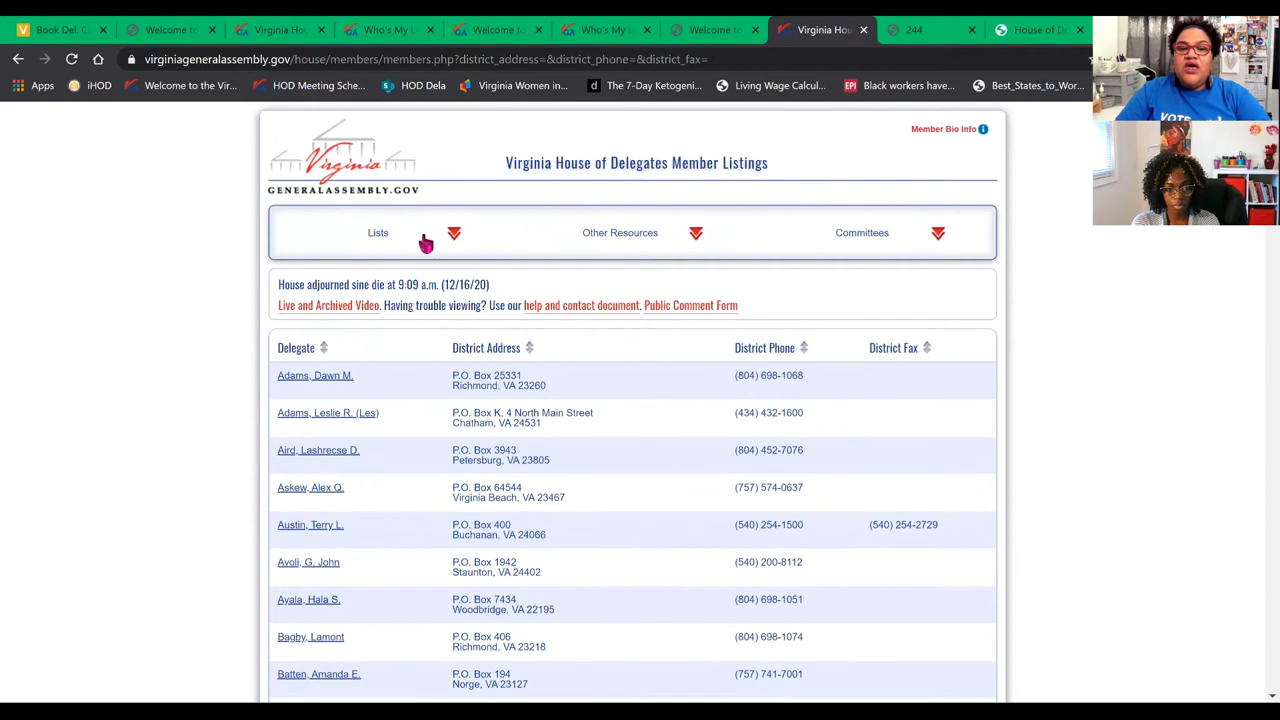 Book Del. C
Welcome to
Virginia Hou
Who's My L
Welcome to
Who's My Le
Welcome to
Virginia Hou
244
House of De
virginiageneralassembly.gov/house/members/members.php?district_address=&district_phone=&district_fax=
Apps
iHOD
Welcome to the Vir...
HOD Meeting Sche...
HOD Dela
Virginia Women in...
The 7-Day Ketogeni...
Living Wage Calcul...
EPI Black workers have...
Best_States_to_Wor...
VOTE
Member Bio Info
Virginia
GENERALASSEMBLY.GOV
Virginia House of Delegates Member Listings
Lists
Other Resources
Committees
House adjourned sine die at 9:09 a.m. (12/16/20)
Live and Archived Video. Having trouble viewing? Use our help and contact document. Public Comment Form
Delegate District Address District Phone District Fax
Adams, Dawn M. P.O. Box 25331 (804) 698-1068
Richmond, VA 23260
Adams, Leslie R. (Les) P.O. Box K, 4 North Main Street (434) 432-1600
Chatham, VA 24531
Aird, Lashrecse D. P.O. Box 3943 (804) 452-7076
Petersburg, VA 23805
Askew, Alex Q. P.O. Box 64544 (757) 574-0637
Virginia Beach, VA 23467
Austin, Terry L. P.O. Box 400 (540) 254-1500 (540) 254-2729
Buchanan, VA 24066
Avoli, G. John P.O. Box 1942 (540) 200-8112
Staunton, VA 24402
Ayala, Hala S. P.O. Box 7434 (804) 698-1051
Woodbridge, VA 22195
Bagby, Lamont P.O. Box 406 (804) 698-1074
Richmond, VA 23218
Batten, Amanda E. P.O. Box 194 (757) 741-7001
Norge, VA 23127